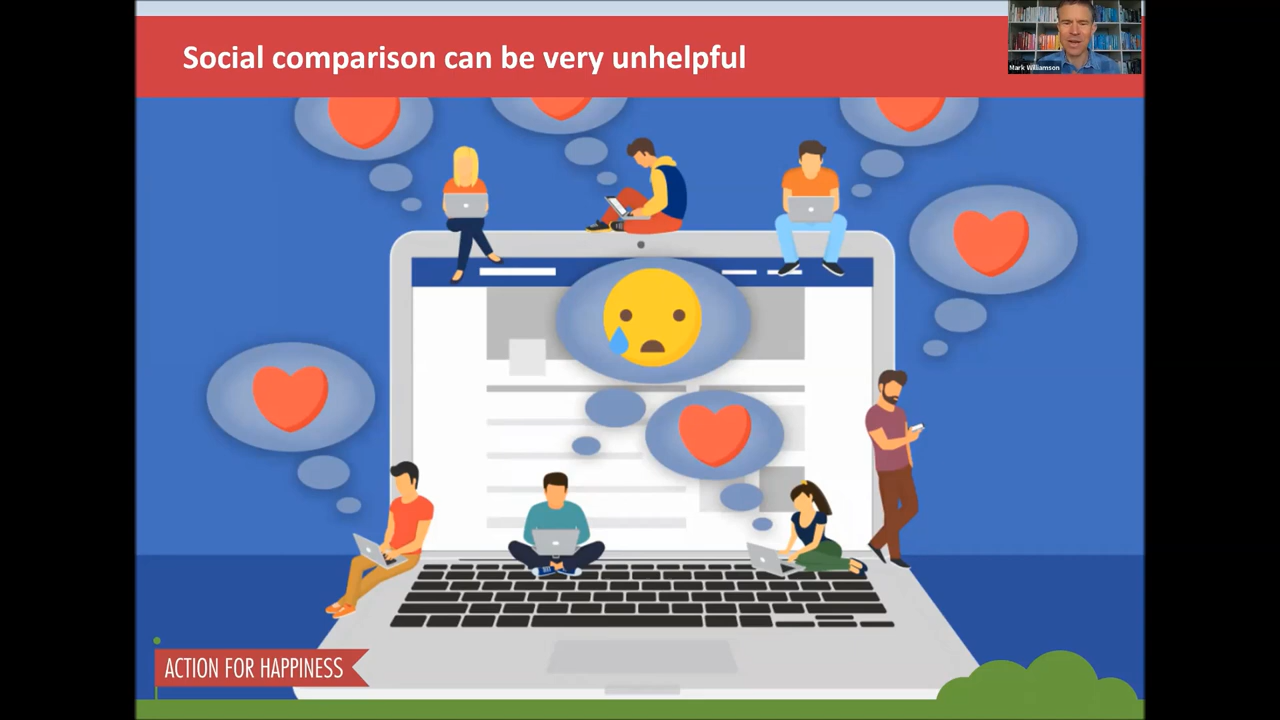 Social comparison can be very unhelpful
Mark Williamson
ACTION FOR HAPPINESS